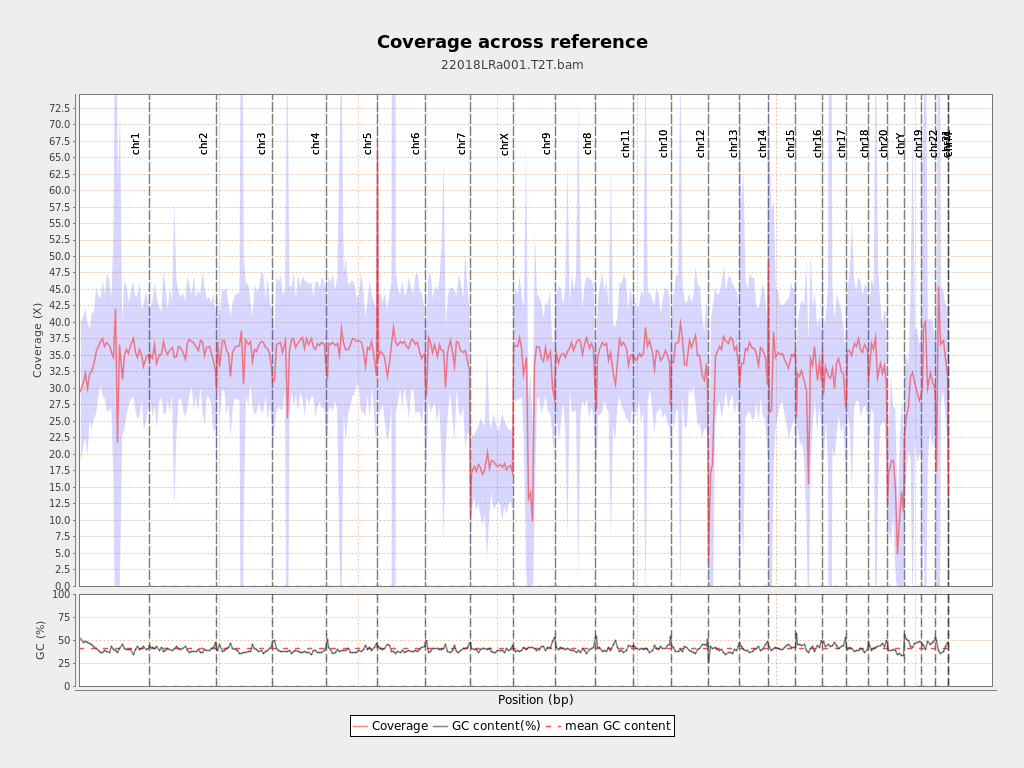 Coverage across reference
22018LRa001.T2T.bam
Coverage (X)
72.5
70.0
67.5
65.0
62.5
60.0
57.5
55.0
52.5
50.0
47.5
45.0
42.5
40.0
37.5
35.0
32.5
30.0
27.5
25.0
22.5
20.0
17.5
15.0
12.5
10.0
7.5
5.0
2.5
0.0
chr1
chr2
chr3
chr4
chr5
chr6
chr7
chrX
chr9
chr8
chr11
chr10
chr12
chr13
chr14
chr15
chr16
chr17
chr18
chr20
chrY
chr19
chr22
GC (%)
100
75
50
25
0
Position (bp)
Coverage GC content(%) mean GC content